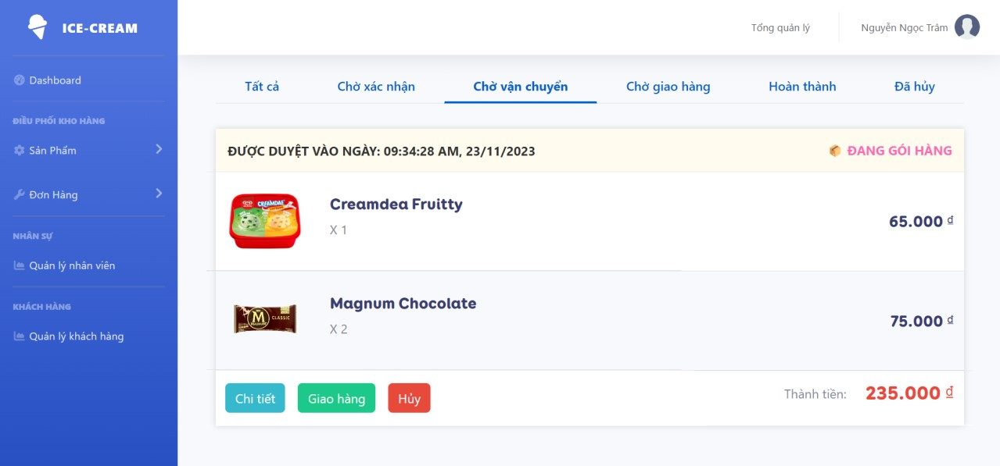 ICE-CREAM
Tổng quản lý
Nguyễn Ngọc Trâm
Dashboard
ĐIỀU PHỐI KHO HÀNG
Sản Phẩm
Đơn Hàng
NHÂN SỰ
Quản lý nhân viên
KHÁCH HÀNG
Quản lý khách hàng
Tất cả
Chờ xác nhận
Chờ vận chuyển
Chờ giao hàng
Hoàn thành
Đã hủy
ĐƯỢC DUYỆT VÀO NGÀY: 09:34:28 AM, 23/11/2023
ĐANG GÓI HÀNG
CREAMDAE
Creamdea Fruitty
X 1
65.000 ₫
M
MAGNUM
CLASSIC
Magnum Chocolate
X 2
75.000 ₫
Chi tiết
Giao hàng
Hủy
Thành tiền:
235.000 ₫